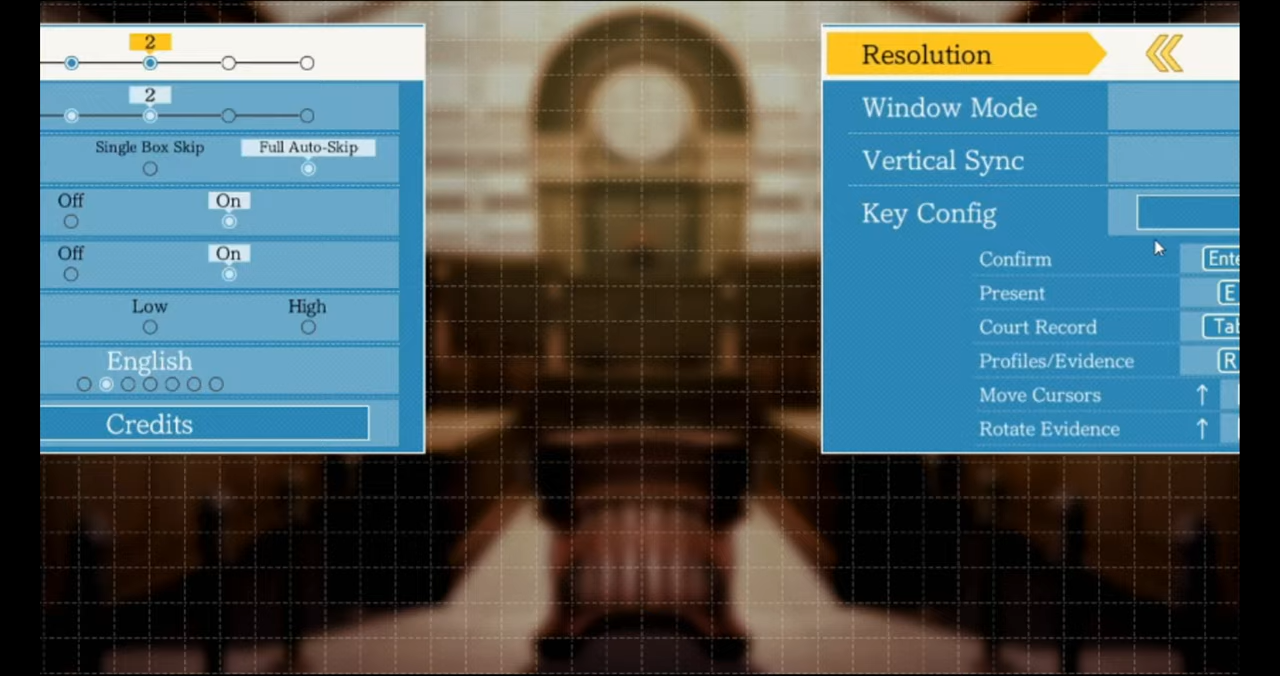 2
2
Single Box Skip Full Auto-Skip
Off On
Off On
Low High
English
Credits
Resolution
Window Mode
Vertical Sync
Key Config
Confirm
Present E
Court Record
Profiles/Evidence R
Move Cursors ↑
Rotate Evidence ↑